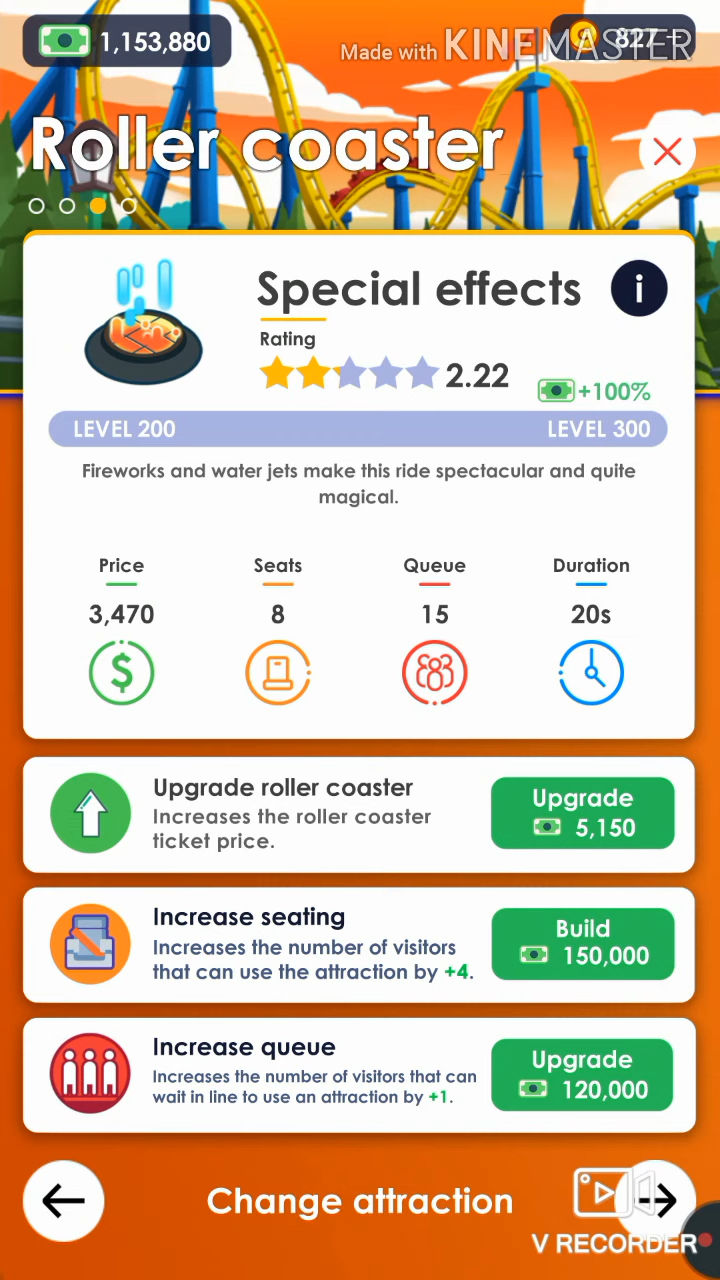 1,153,880
827 +
Made with KINEMASTER
Roller coaster
Special effects
i
Rating
2.22
+100%
LEVEL 200
LEVEL 300
Fireworks and water jets make this ride spectacular and quite
magical.
Price
Seats
Queue
Duration
3,470
8
15
20s
$
Upgrade roller coaster
Increases the roller coaster
ticket price.
Upgrade
5,150
Increase seating
Increases the number of visitors
that can use the attraction by +4.
Build
150,000
Increase queue
Increases the number of visitors that can
wait in line to use an attraction by +1.
Upgrade
120,000
Change attraction
V RECORDER